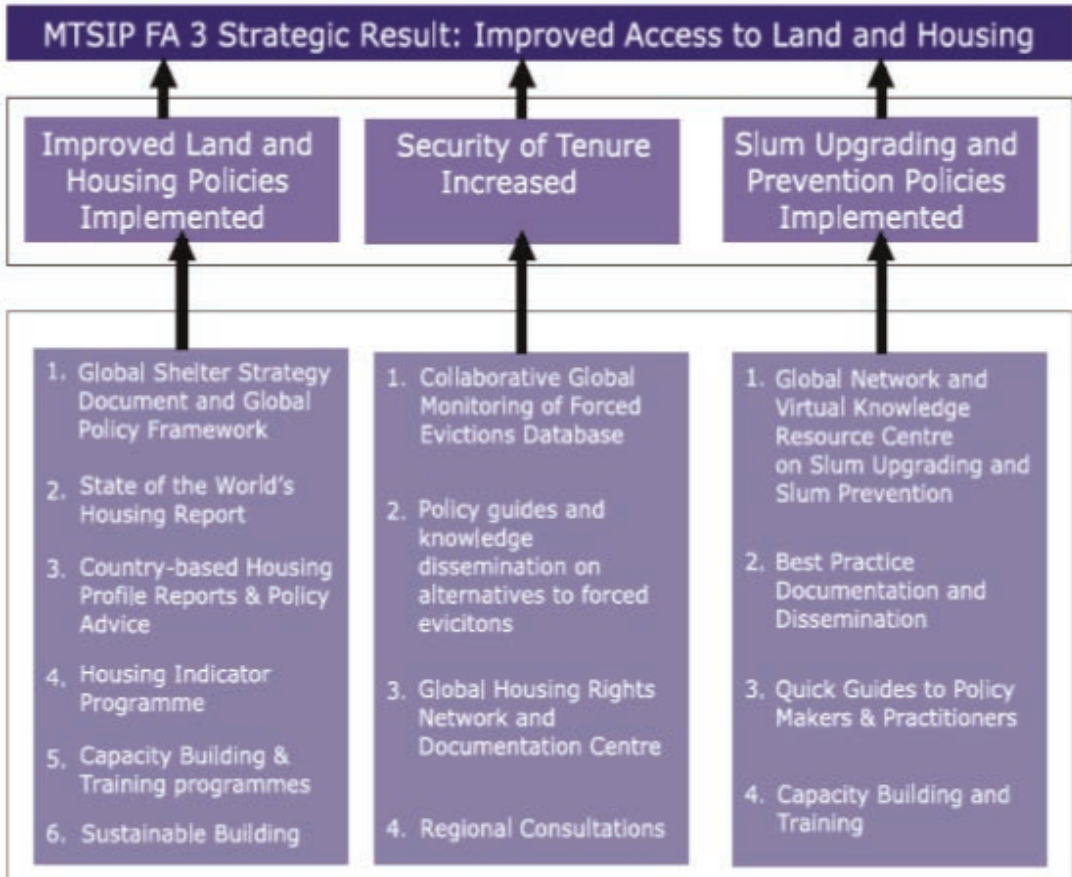 MTSIP FA 3 Strategic Result: Improved Access to Land and Housing
Improved Land and
Housing Policies
Implemented
Security of Tenure
Increased
Slum Upgrading and
Prevention Policies
Implemented
1. Global Shelter Strategy
Document and Global
Policy Framework
2. State of the World's
Housing Report
3. Country-based Housing
Profile Reports & Policy
Advice
4. Housing Indicator
Programme
5. Capacity Building &
Training programmes
6. Sustainable Building
1. Collaborative Global
Monitoring of Forced
Evictions Database
2. Policy guides and
knowledge
dissemination on
alternatives to forced
evicitons
3. Global Housing Rights
Network and
Documentation Centre
4. Regional Consultations
1. Global Network and
Virtual Knowledge
Resource Centre
on Slum Upgrading and
Slum Prevention
2. Best Practice
Documentation and
Dissemination
3. Quick Guides to Policy
Makers & Practitioners
4. Capacity Building and
Training